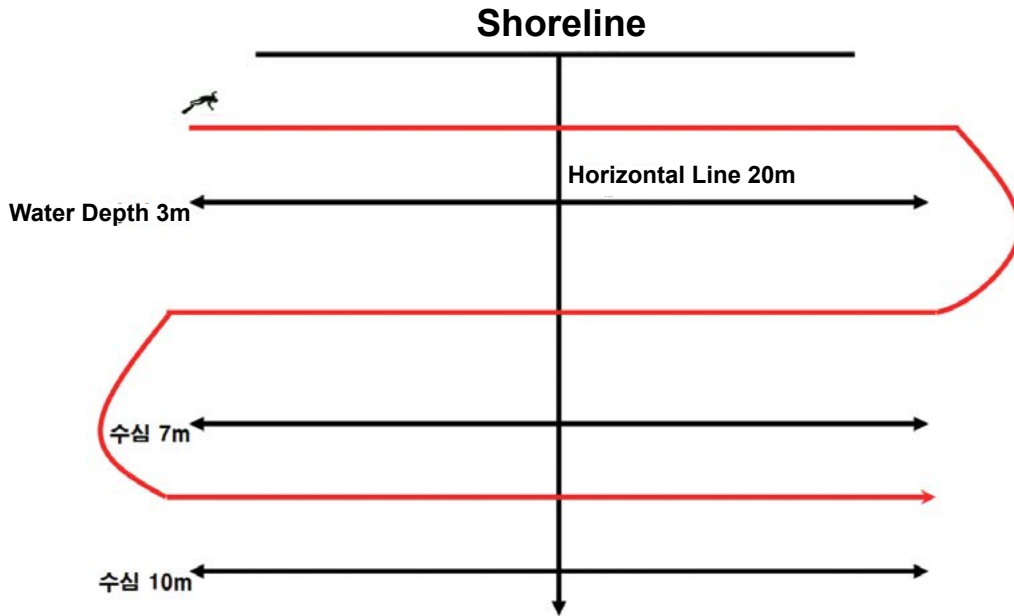 Shoreline
Horizontal Line 20m
Water Depth 3m
수심 7m
수심 10m